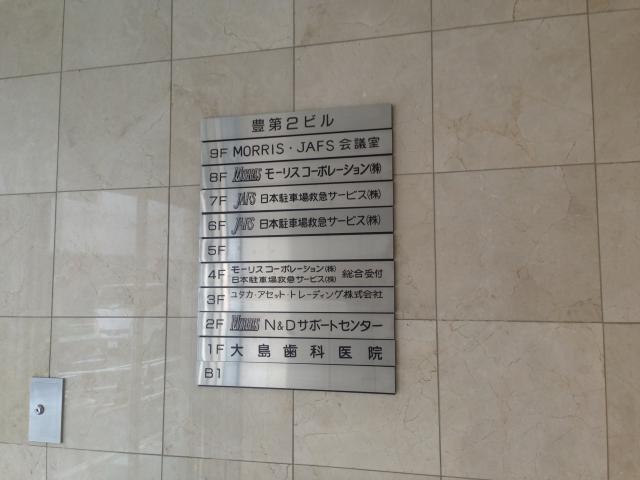 豊第2ビル
9F MORRIS・JAFS 会議室
8F MORRIS モーリスコーポレーション㈱
7F JAFS 日本駐車場救急サービス㈱
6F JAFS 日本駐車場救急サービス㈱
5F
4F モーリスコーポレーション㈱ 総合受付
日本駐車場救急サービス㈱
3F ユタカ・アセット・トレーディング株式会社
2F MORRIS N&Dサポートセンター
1F 大島歯科医院
B1